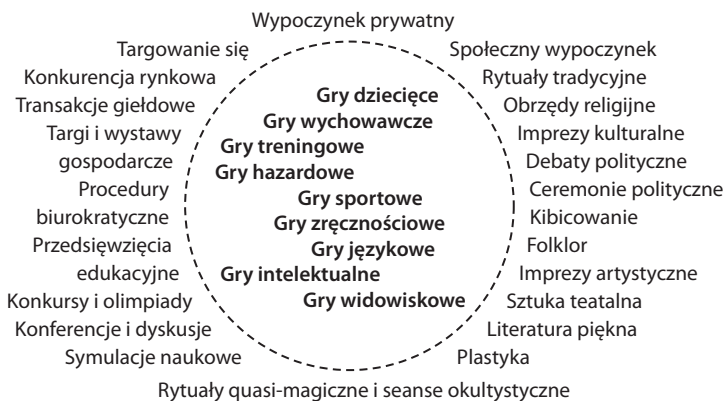 Wypoczynek prywatny
Targowanie się
Konkurencja rynkowa
Transakcje giełdowe
Targi i wystawy
gospodarcze
Procedury
biurokratyczne
Przedsięwzięcia
edukacyjne
Konkursy i olimpiady
Konferencje i dyskusje
Symulacje naukowe
Gry dziecięce
Gry wychowawcze
Gry treningowe
Gry hazardowe
Gry sportowe
Gry zręcznościowe
Gry językowe
Gry intelektualne
Gry widowiskowe
Społeczny wypoczynek
Rytuały tradycyjne
Obrzędy religijne
Imprezy kulturalne
Debaty polityczne
Ceremonie polityczne
Kibicowanie
Folklor
Imprezy artystyczne
Sztuka teatalna
Literatura piękna
Plastyka
Rytuały quasi-magiczne i seanse okultystyczne